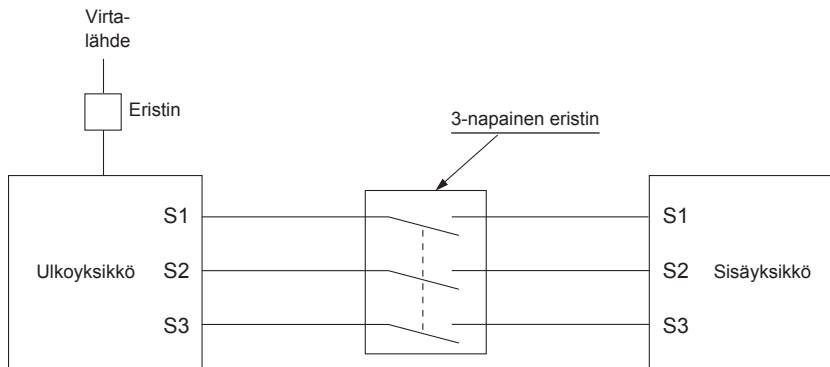 Virta-
lähde
Eristin
3-napainen eristin
S1
S1
Ulkoyksikkö
S2
S2
Sisäyksikkö
S3
S3